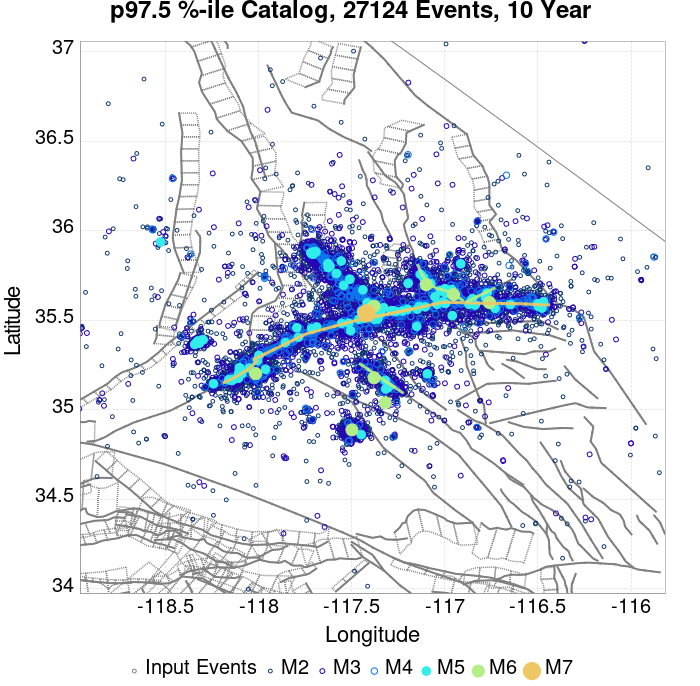 p97.5 %-ile Catalog, 27124 Events, 10 Year
37
36.5
36
35.5
35
34.5
34
Latitude
-118.5 -118 -117.5 -117 -116.5 -116
Longitude
Input Events M2 M3 M4 M5 M6 M7